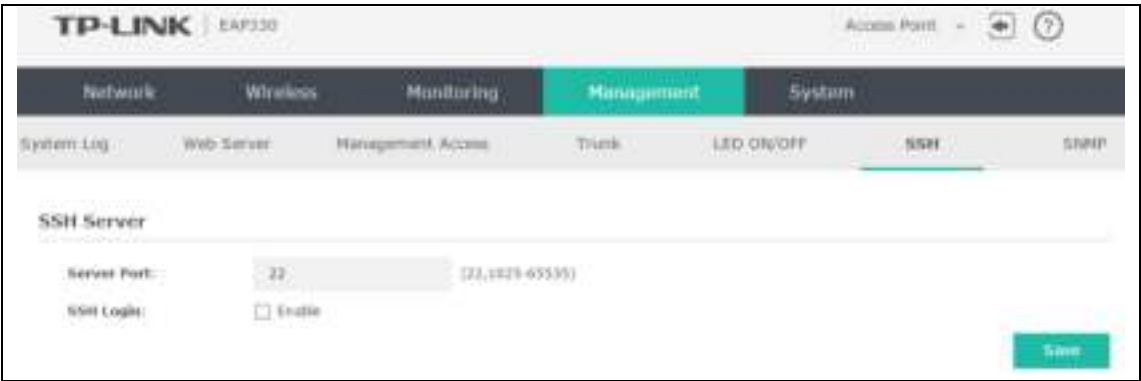 TP-LINK EAP330 Access Point
Network Wireless Monitoring Management System
System Log Web Server Management Access Trunk LED ON/OFF SSH SNMP
SSH Server
Server Port: 22 (22,1025-65535)
SSH Login: Enable
Save